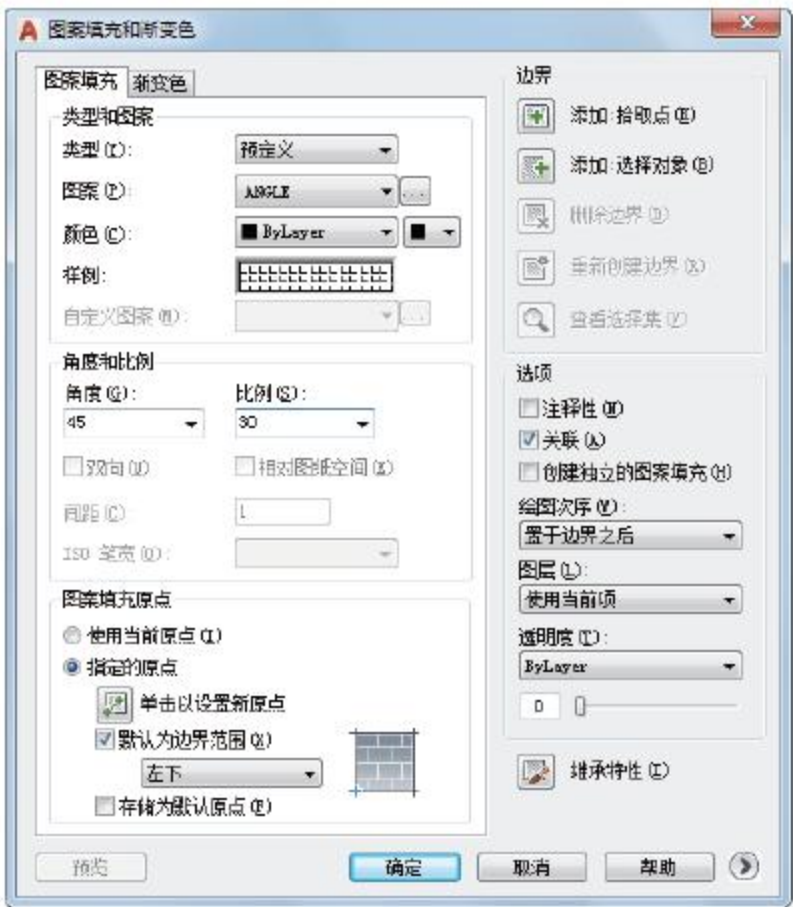 图案填充和渐变色
图案填充 渐变色
类型和图案
类型(Y):
预定义
图案(P):
ANGLE
...
颜色(C):
ByLayer
样例:
自定义图案(M):
...
角度和比例
角度(G):
比例(S):
45
30
双向(U)
相对图纸空间(E)
间距(C)
1
ISO 笔宽(O):
图案填充原点
使用当前原点(T)
指定的原点
单击以设置新原点
默认为边界范围(X)
左下
存储为默认原点(F)
边界
添加:拾取点(K)
添加:选择对象(B)
删除边界(D)
重新创建边界(R)
查看选择集(V)
选项
注释性(N)
关联(A)
创建独立的图案填充(H)
绘图次序(W):
置于边界之后
图层(L):
使用当前项
透明度(T):
ByLayer
0
继承特性(I)
预览
确定
取消
帮助